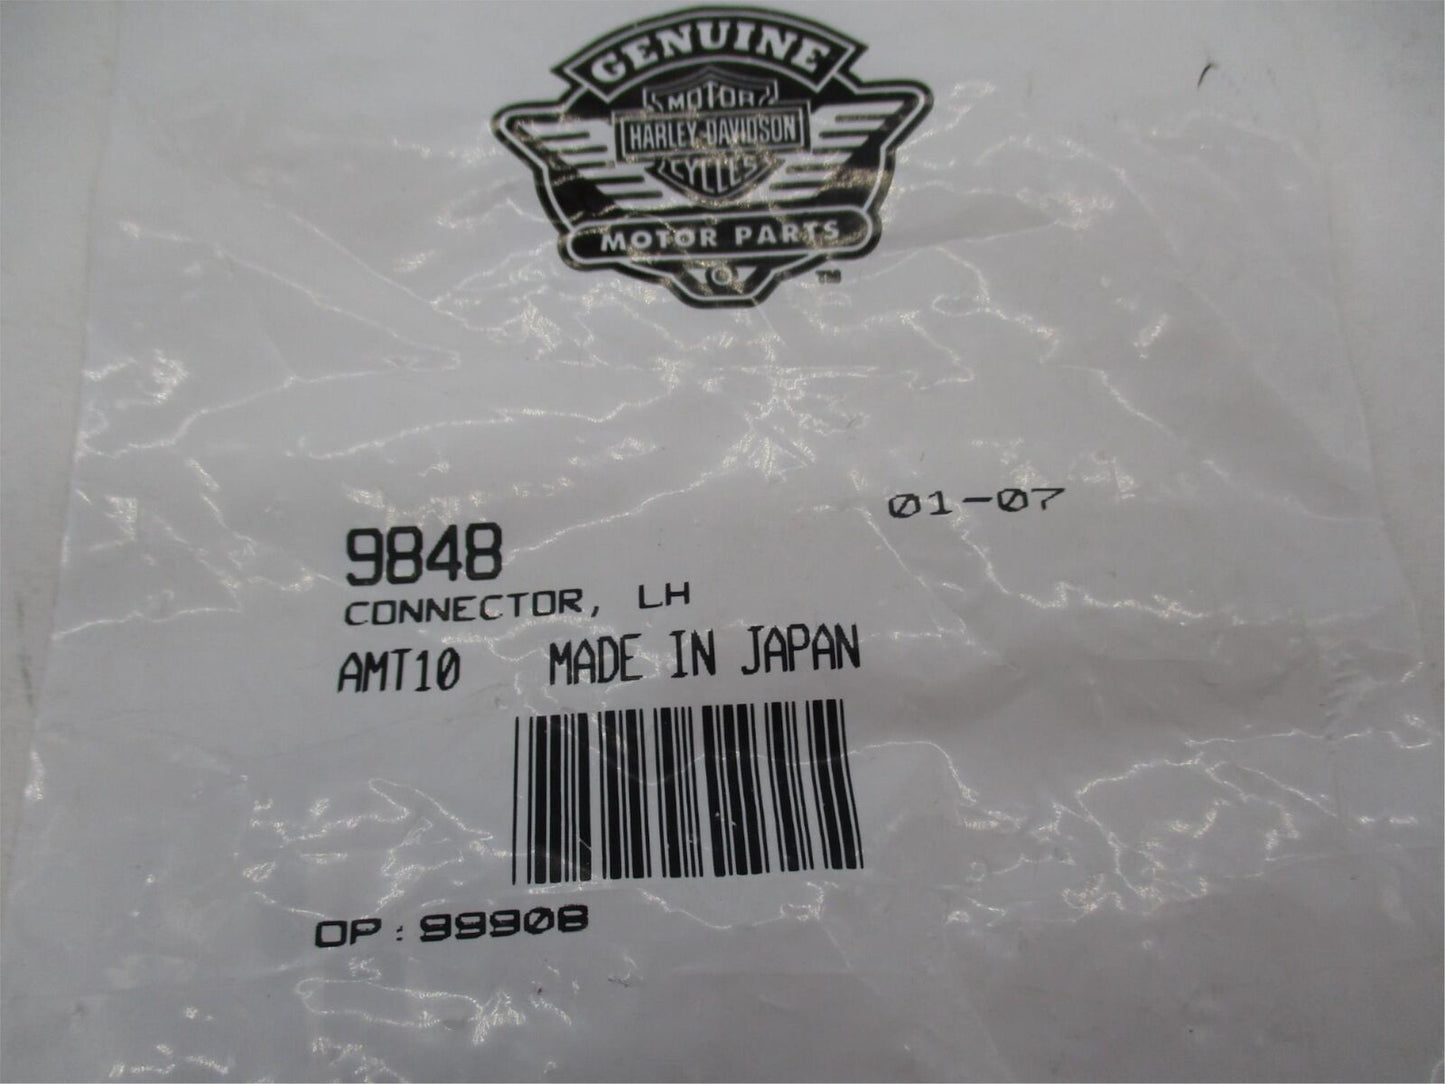 GENUINE
MOTOR
HARLEY-DAVIDSON
CYCLES
MOTOR PARTS
TM
01-07
9848
CONNECTOR, LH
AMT10 MADE IN JAPAN
OP: 99908